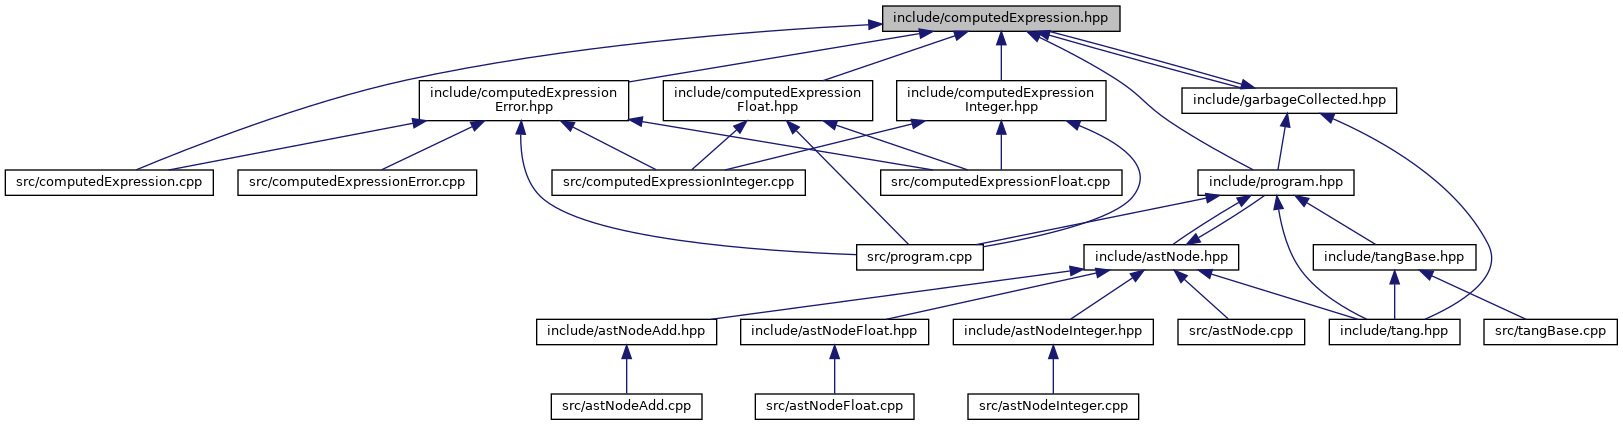 include/computedExpression.hpp
include/computedExpression
Error.hpp
include/computedExpression
Float.hpp
include/computedExpression
Integer.hpp
include/garbageCollected.hpp
src/computedExpression.cpp
src/computedExpressionError.cpp
src/computedExpressionInteger.cpp
src/computedExpressionFloat.cpp
include/program.hpp
src/program.cpp
include/astNode.hpp
include/tangBase.hpp
include/astNodeAdd.hpp
include/astNodeFloat.hpp
include/astNodeInteger.hpp
src/astNode.cpp
include/tang.hpp
src/tangBase.cpp
src/astNodeAdd.cpp
src/astNodeFloat.cpp
src/astNodeInteger.cpp